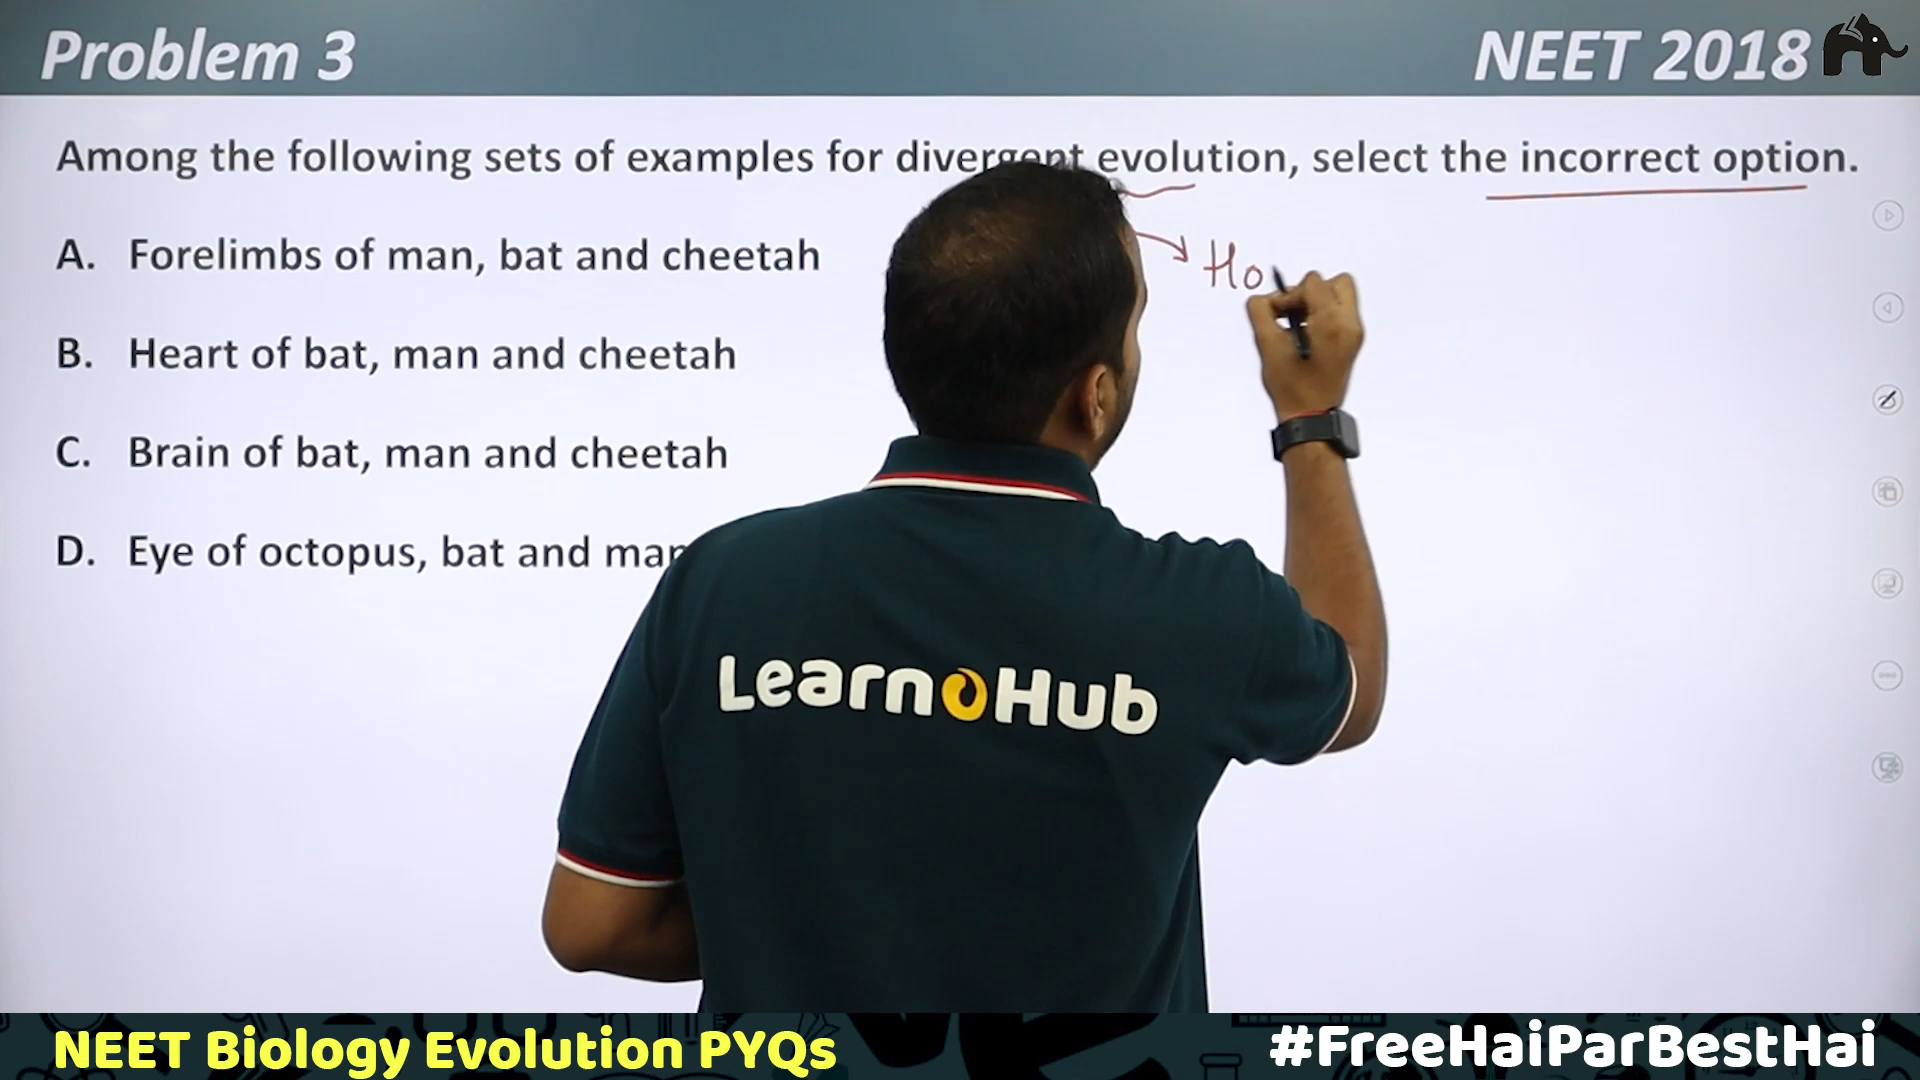 Problem 3
NEET 2018
Among the following sets of examples for divergent evolution, select the incorrect option.
A. Forelimbs of man, bat and cheetah
Ho
B. Heart of bat, man and cheetah
C. Brain of bat, man and cheetah
D. Eye of octopus, bat and man
LearnoHub
NEET Biology Evolution PYQs
#FreeHaiParBestHai